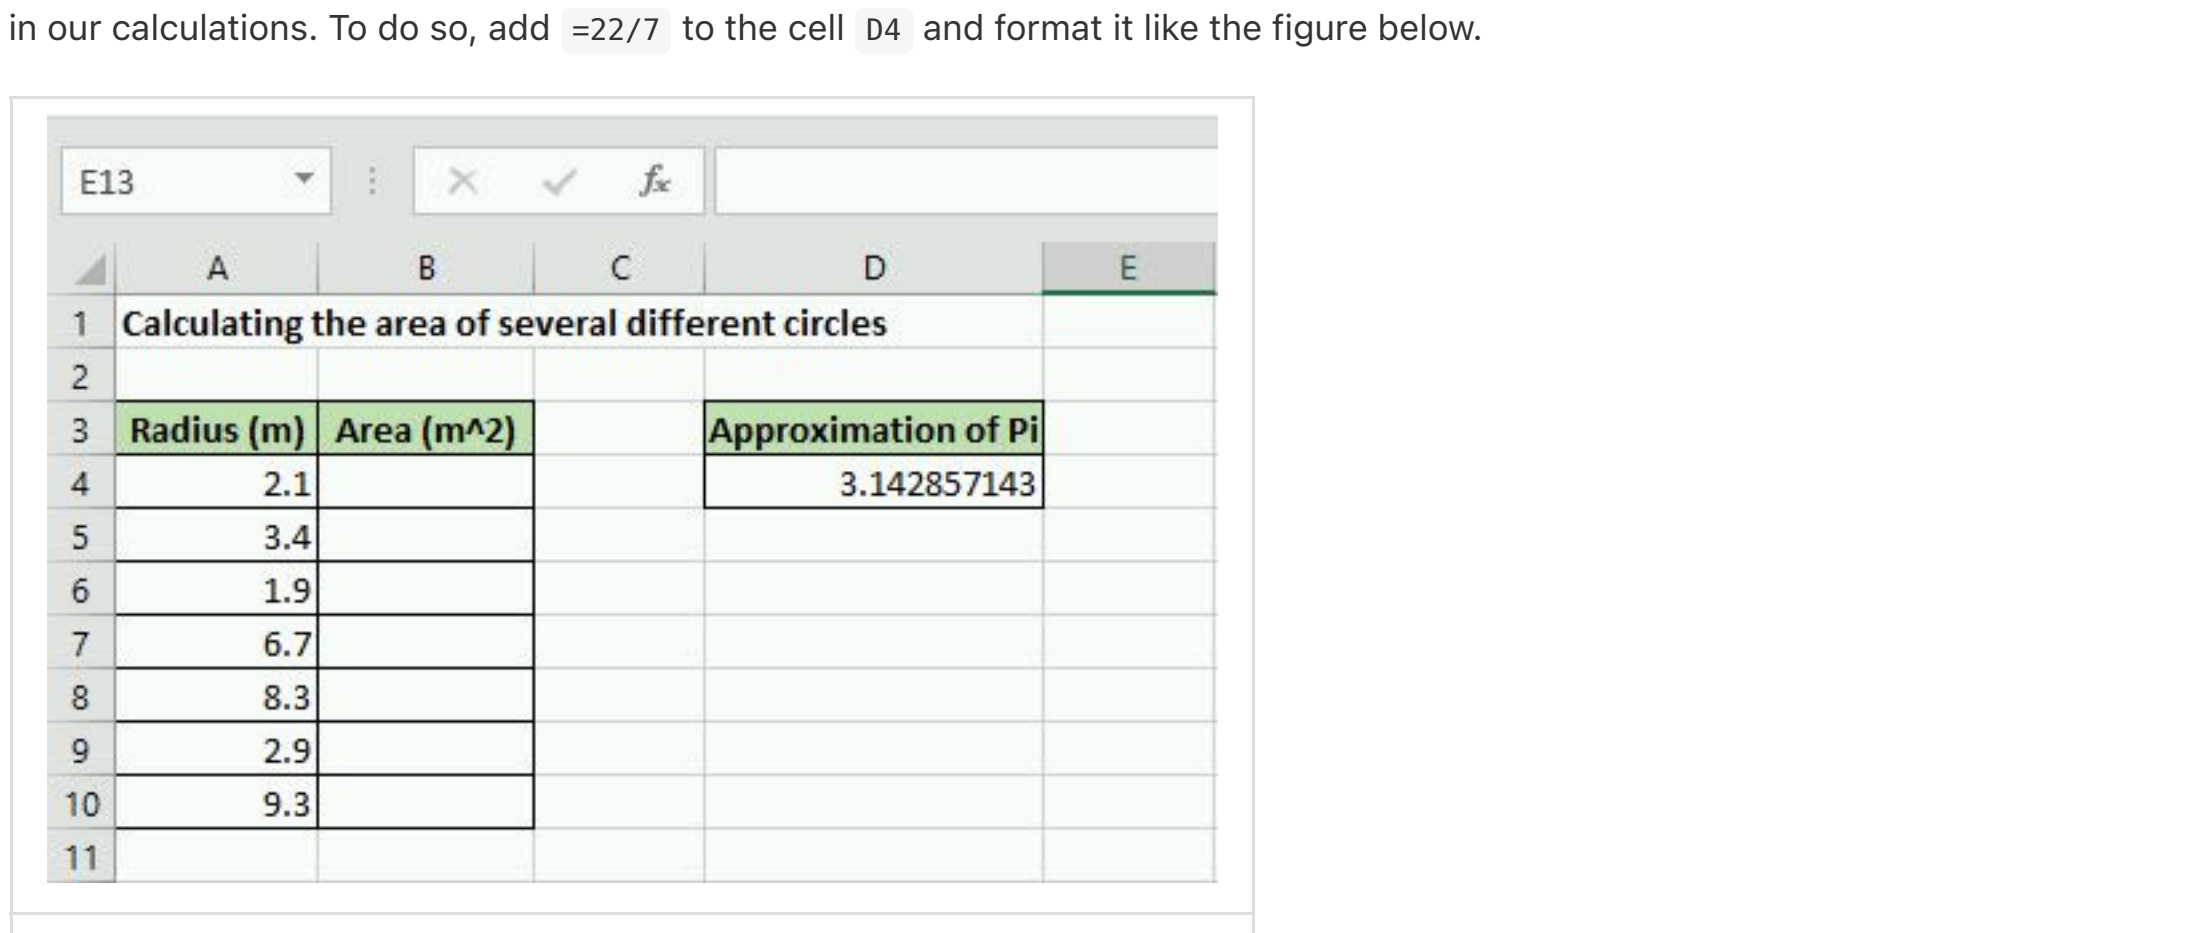 in our calculations. To do so, add =22/7 to the cell D4 and format it like the figure below.
E13 fx
A B C D E
1 Calculating the area of several different circles
2
3 Radius (m) Area (m^2) Approximation of Pi
4 2.1 3.142857143
5 3.4
6 1.9
7 6.7
8 8.3
9 2.9
10 9.3
11